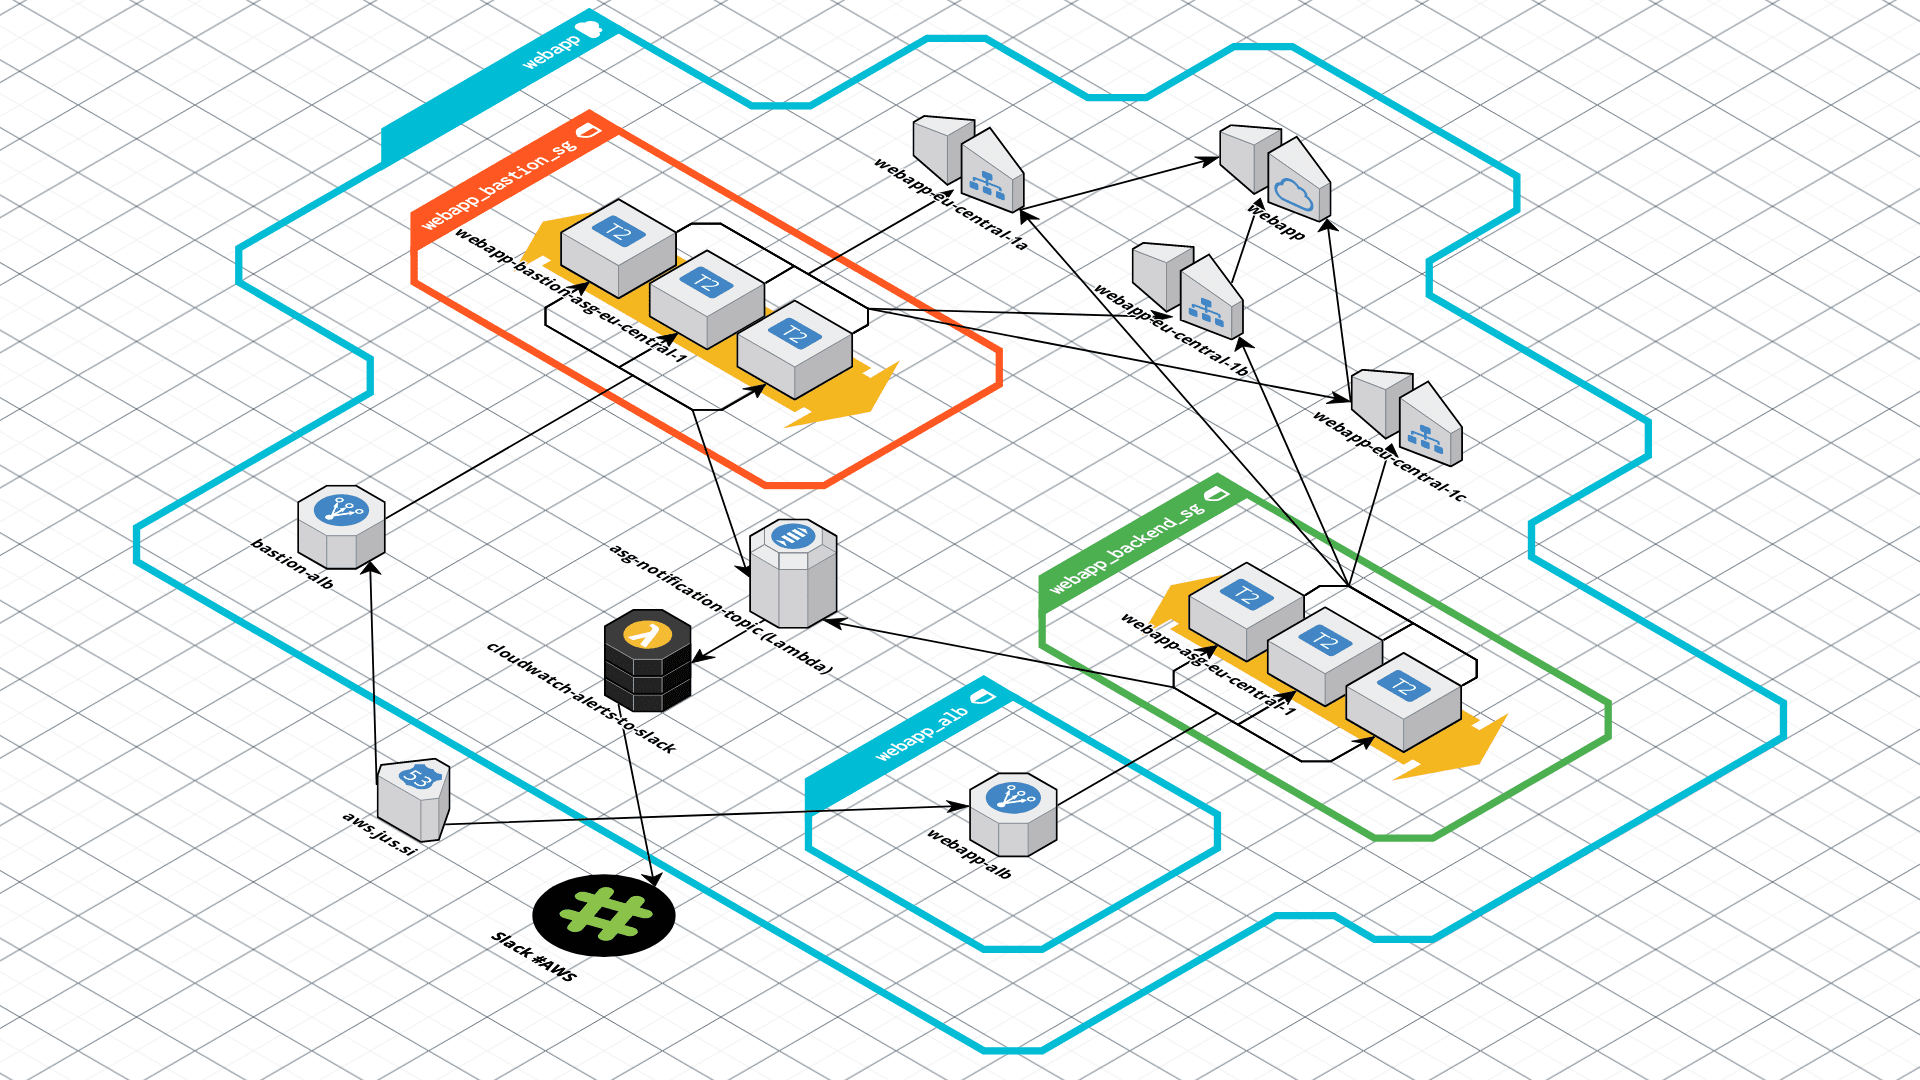 webapp
webapp_bastion_sg
T2
T2
T2
webapp-bastion-asg-eu-central-1
webapp-eu-central-1a
webapp
webapp-eu-central-1b
webapp-eu-central-1c
bastion-alb
asg-notification-topic (Lambda)
cloudwatch-alerts-to-slack
webapp_backend_sg
T2
T2
T2
webapp-asg-eu-central-1
webapp_alb
webapp-alb
53
aws.jus.si
Slack #AWS